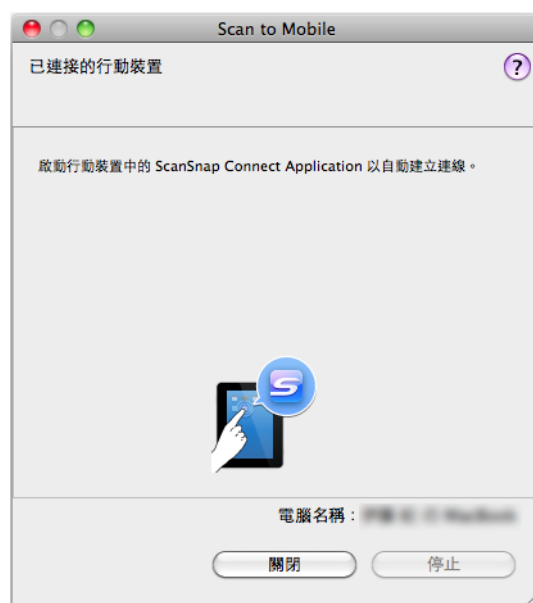 Scan to Mobile
已連接的行動裝置
?
啟動行動裝置中的 ScanSnap Connect Application 以自動建立連線。
S
電腦名稱：
關閉
停止